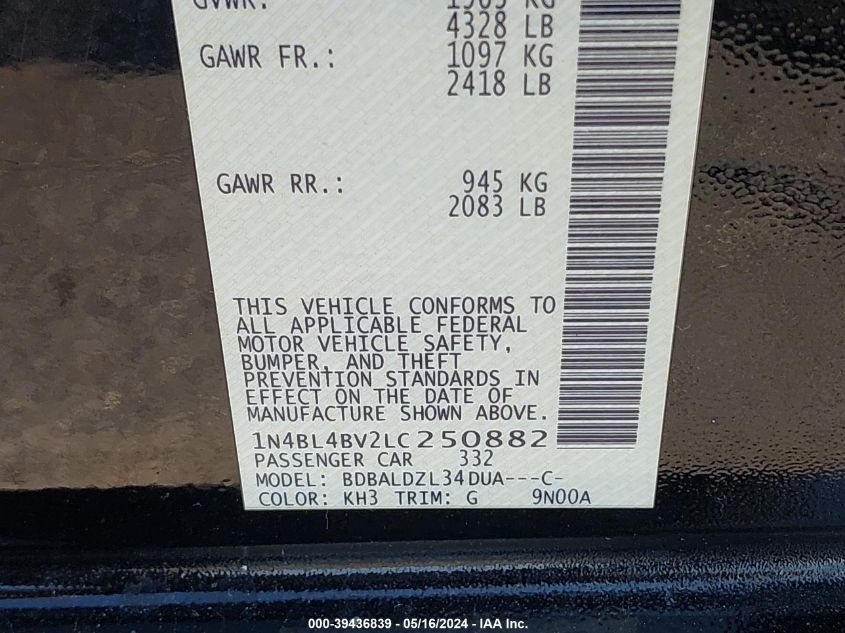 GVWR:
4328 LB
GAWR FR.: 1097 KG
2418 LB
GAWR RR.: 945 KG
2083 LB
THIS VEHICLE CONFORMS TO
ALL APPLICABLE FEDERAL
MOTOR VEHICLE SAFETY,
BUMPER, AND THEFT
PREVENTION STANDARDS IN
EFFECT ON THE DATE OF
MANUFACTURE SHOWN ABOVE.
1N4BL4BV2LC250882
PASSENGER CAR 332
MODEL: BDBALDZL34DUA---C-
COLOR: KH3 TRIM: G 9N00A
000-39436839 - 05/16/2024 - IAA Inc.